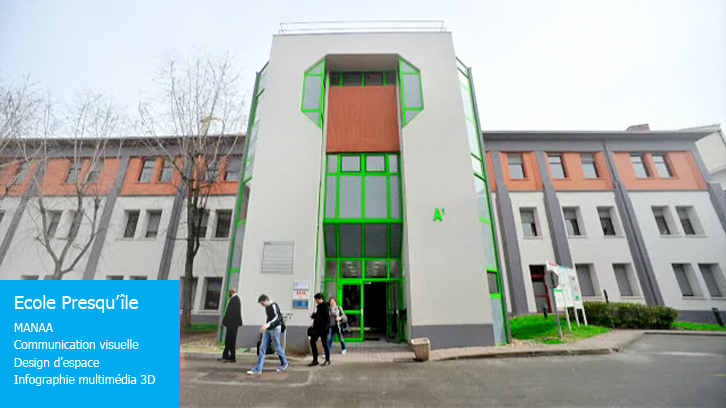 Ecole Presqu'île
MANAA
Communication visuelle
Design d'espace
Infographie multimédia 3D